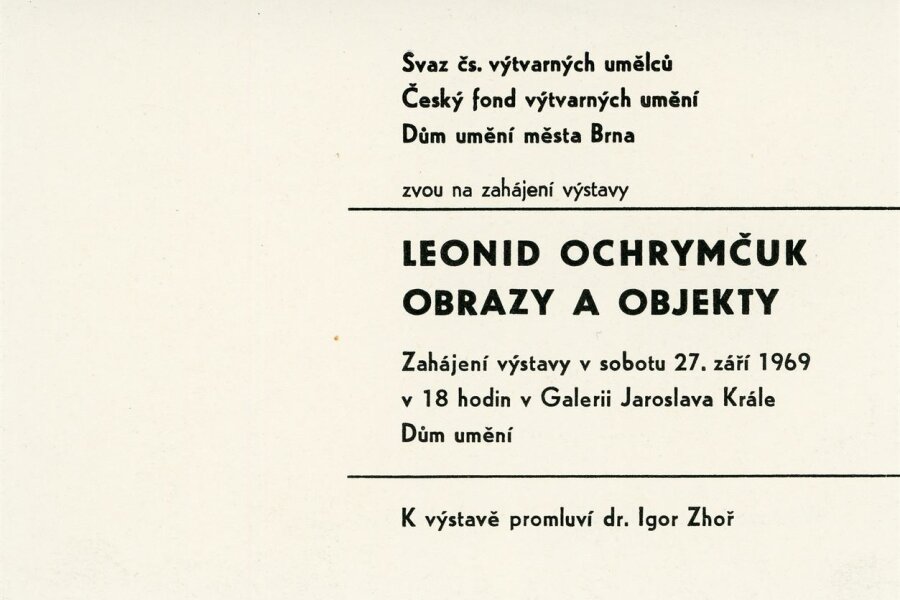 Svaz čs. výtvarných umělců
Český fond výtvarných umění
Dům umění města Brna
zvou na zahájení výstavy
LEONID OCHRYMČUK
OBRAZY A OBJEKTY
Zahájení výstavy v sobotu 27. září 1969
v 18 hodin v Galerii Jaroslava Krále
Dům umění
K výstavě promluví dr. Igor Zhoř